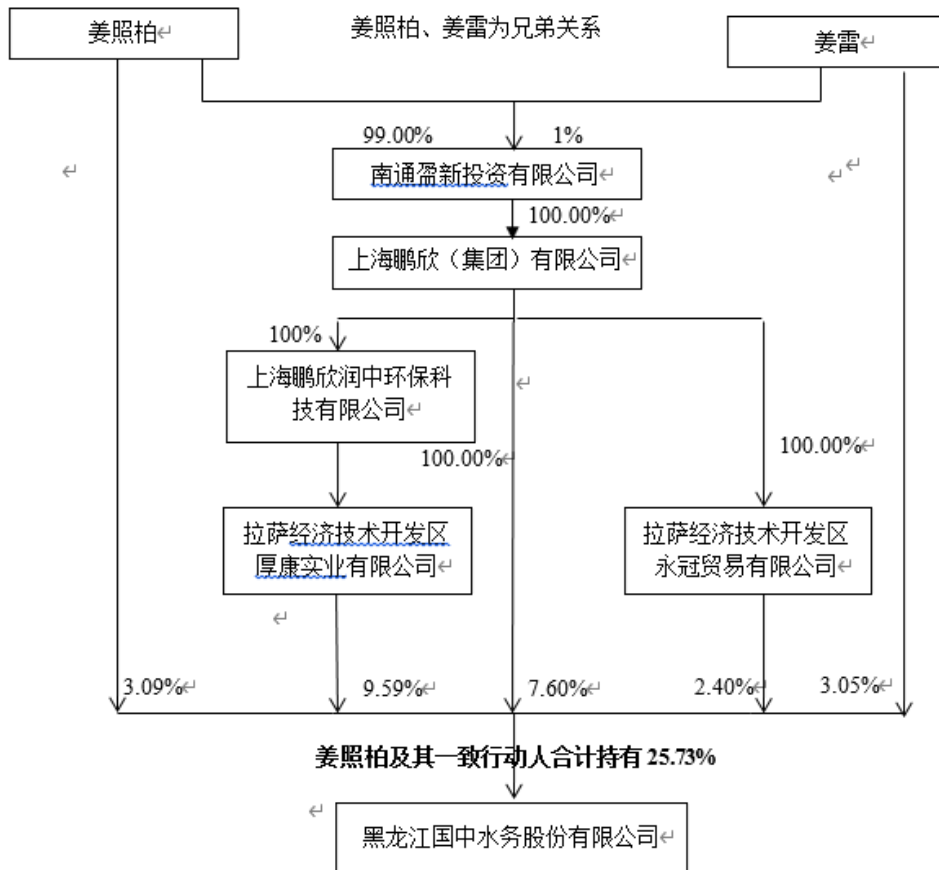 姜照柏
姜照柏、姜雷为兄弟关系
姜雷
99.00%
1%
南通盈新投资有限公司
100.00%
上海鹏欣（集团）有限公司
100%
上海鹏欣润中环保科
技有限公司
100.00%
100.00%
拉萨经济技术开发区
厚康实业有限公司
拉萨经济技术开发区
永冠贸易有限公司
3.09%
9.59%
7.60%
2.40%
3.05%
姜照柏及其一致行动人合计持有 25.73%
黑龙江国中水务股份有限公司